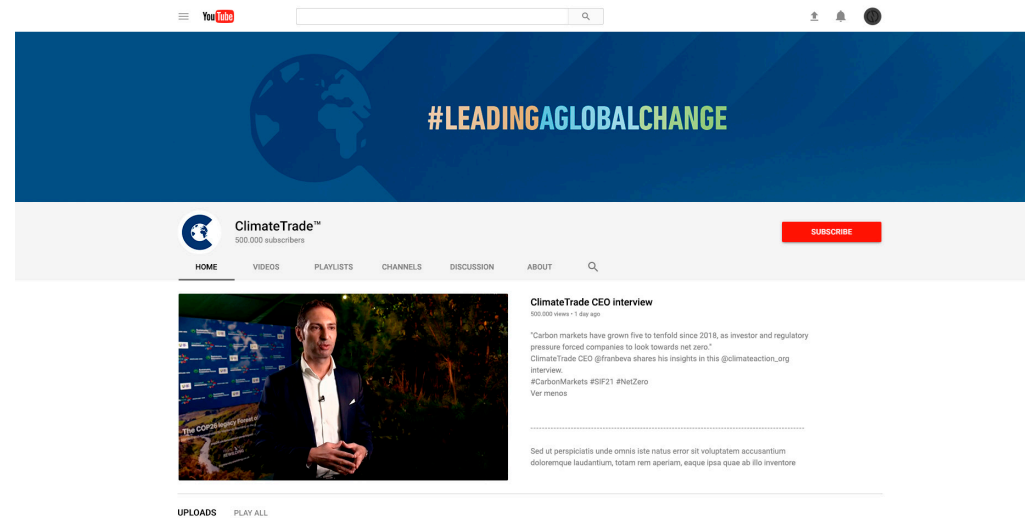 YouTube
#LEADINGAGLOBALCHANGE
ClimateTrade™
500.000 subscribers
SUBSCRIBE
HOME VIDEOS PLAYLISTS CHANNELS DISCUSSION ABOUT
The COP26 legacy Forest of
ClimateTrade CEO interview
500.000 views • 1 day ago
"Carbon markets have grown five to tenfold since 2018, as investor and regulatory
pressure forced companies to look towards net zero."
ClimateTrade CEO @franbeva shares his insights in this @climateaction_org
interview.
#CarbonMarkets #SIF21 #NetZero
Ver menos
Sed ut perspiciatis unde omnis iste natus error sit voluptatem accusantium
doloremque laudantium, totam rem aperiam, eaque ipsa quae ab illo inventore
UPLOADS PLAY ALL